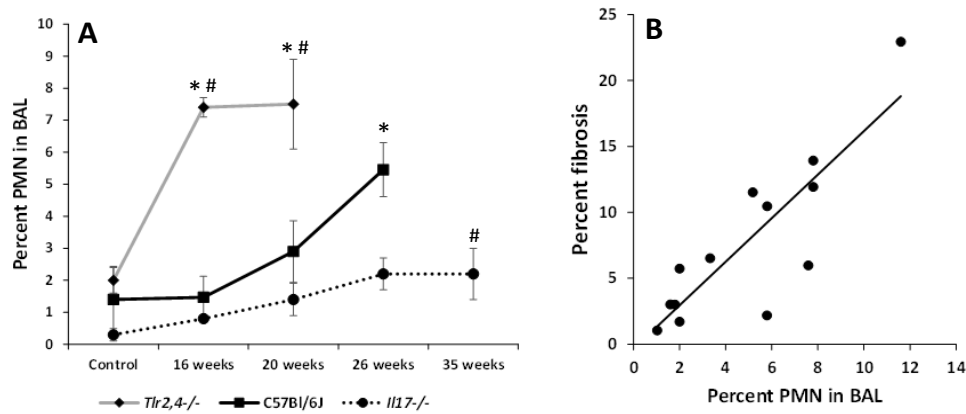 A
Percent PMN in BAL
10
9
8
7
6
5
4
3
2
1
0
* #
* #
*
#
Control 16 weeks 20 weeks 26 weeks 35 weeks
Tlr2,4-/- C57Bl/6J Il17-/-
B
Percent fibrosis
25
20
15
10
5
0
0 2 4 6 8 10 12 14
Percent PMN in BAL